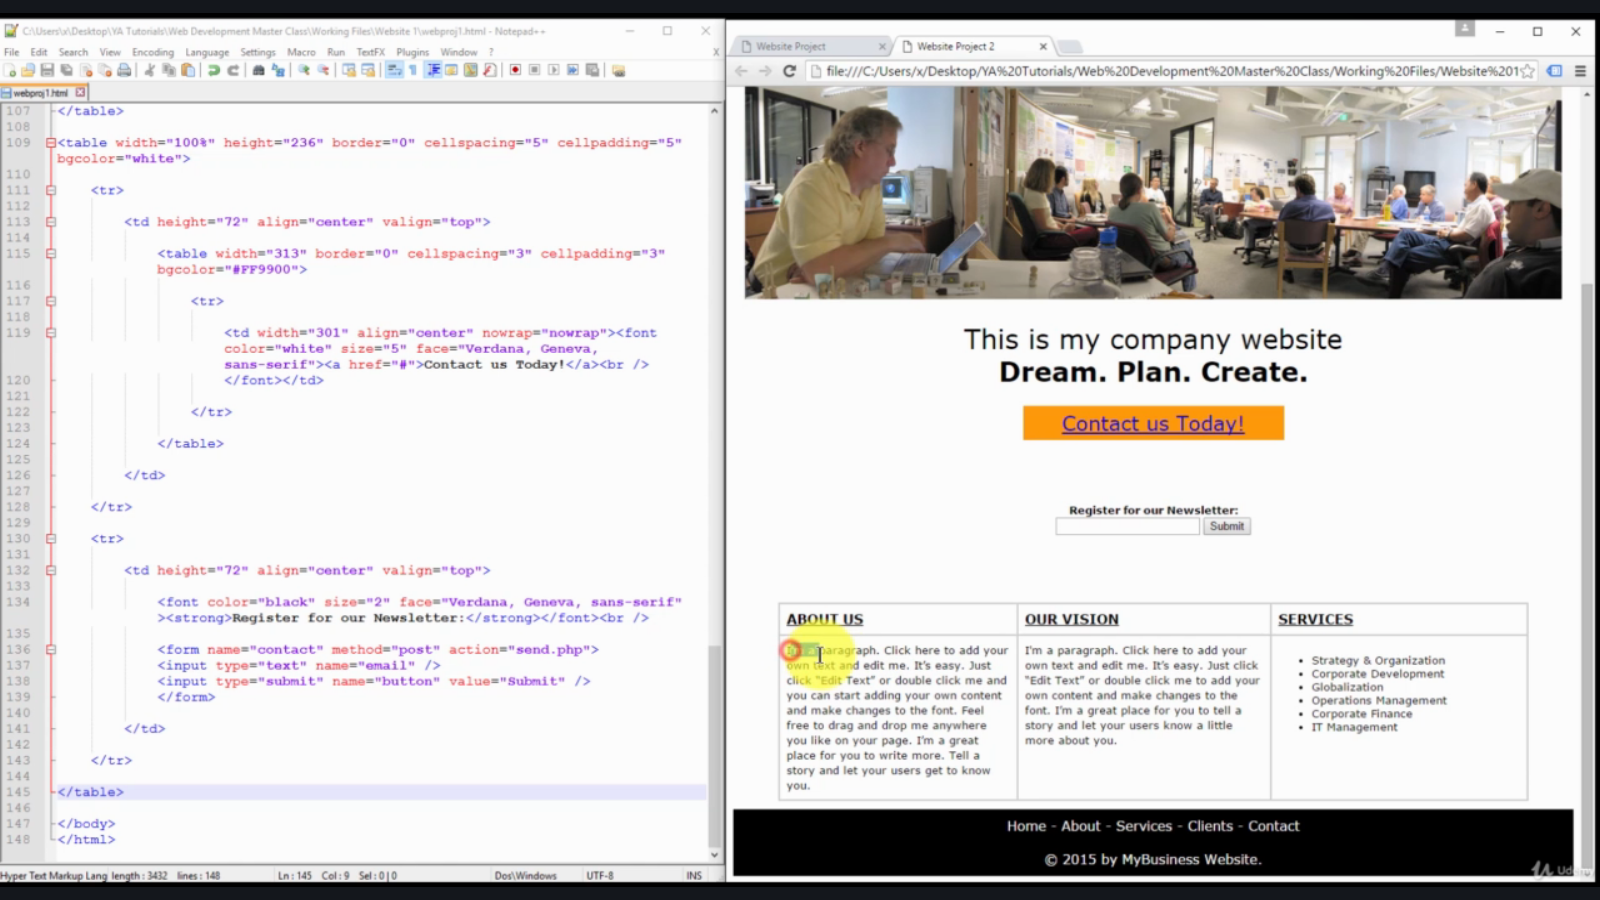 C:\Users\x\Desktop\YA Tutorials\Web Development Master Class\Working Files\Website 1\webproj1.html - Notepad++
File Edit Search View Encoding Language Settings Macro Run TextFX Plugins Window ? X
webproj1.html
107 </table>
108
109 <table width="100%" height="236" border="0" cellspacing="5" cellpadding="5"
bgcolor="white">
110
111 <tr>
112
113 <td height="72" align="center" valign="top">
114
115 <table width="313" border="0" cellspacing="3" cellpadding="3"
bgcolor="#FF9900">
116
117 <tr>
118
119 <td width="301" align="center" nowrap="nowrap"><font
color="white" size="5" face="Verdana, Geneva,
sans-serif"><a href="#">Contact us Today!</a><br />
120 </font></td>
121
122 </tr>
123
124 </table>
125
126 </td>
127
128 </tr>
129
130 <tr>
131
132 <td height="72" align="center" valign="top">
133
134 <font color="black" size="2" face="Verdana, Geneva, sans-serif"
><strong>Register for our Newsletter:</strong></font><br />
135
136 <form name="contact" method="post" action="send.php">
137 <input type="text" name="email" />
138 <input type="submit" name="button" value="Submit" />
139 </form>
140
141 </td>
142
143 </tr>
144
145 </table>
146
147 </body>
148 </html>
Hyper Text Markup Lang length : 3432 lines : 148 Ln : 145 Col : 9 Sel : 0 | 0 Dos\Windows UTF-8 INS
Website Project
Website Project 2
file:///C:/Users/x/Desktop/YA%20Tutorials/Web%20Development%20Master%20Class/Working%20Files/Website%201
This is my company website
Dream. Plan. Create.
Contact us Today!
Register for our Newsletter:
Submit
ABOUT US
I'm a paragraph. Click here to add your
own text and edit me. It's easy. Just
click "Edit Text" or double click me and
you can start adding your own content
and make changes to the font. Feel
free to drag and drop me anywhere
you like on your page. I'm a great
place for you to write more. Tell a
story and let your users get to know
you.
OUR VISION
I'm a paragraph. Click here to add your
own text and edit me. It's easy. Just click
"Edit Text" or double click me to add your
own content and make changes to the
font. I'm a great place for you to tell a
story and let your users know a little
more about you.
SERVICES
• Strategy & Organization
• Corporate Development
• Globalization
• Operations Management
• Corporate Finance
• IT Management
Home - About - Services - Clients - Contact
© 2015 by MyBusiness Website.